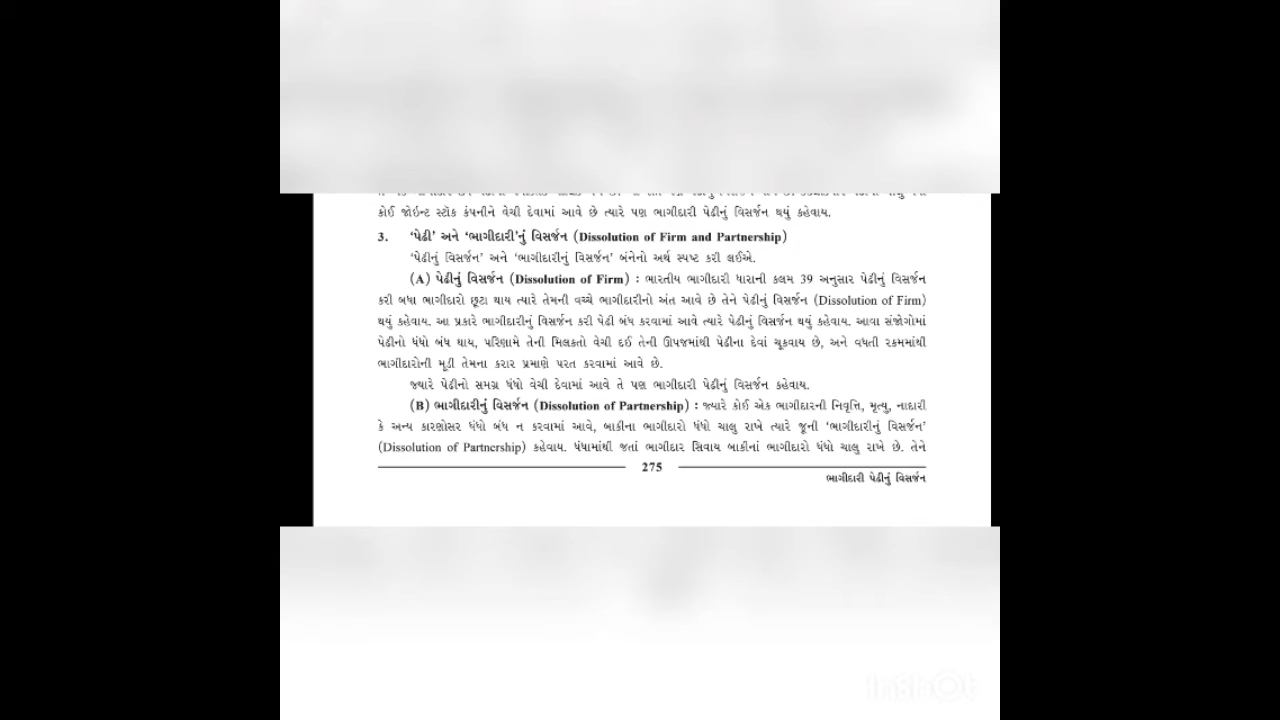 કોઈ જોઇન્ટ સ્ટૉક કંપનીને વેચી દેવામાં આવે છે ત્યારે પણ ભાગીદારી પેઢીનું વિસર્જન થયું કહેવાય.
3. ‘પેઢી’ અને ‘ભાગીદારી’નું વિસર્જન (Dissolution of Firm and Partnership)
‘પેઢીનું વિસર્જન’ અને ‘ભાગીદારીનું વિસર્જન’ બંનેનો અર્થ સ્પષ્ટ કરી લઈએ.
(A) પેઢીનું વિસર્જન (Dissolution of Firm) : ભારતીય ભાગીદારી ધારાની કલમ 39 અનુસાર પેઢીનું વિસર્જન
કરી બધા ભાગીદારો છૂટા થાય ત્યારે તેમની વચ્ચે ભાગીદારીનો અંત આવે છે તેને પેઢીનું વિસર્જન (Dissolution of Firm)
થયું કહેવાય. આ પ્રકારે ભાગીદારીનું વિસર્જન કરી પેઢી બંધ કરવામાં આવે ત્યારે પેઢીનું વિસર્જન થયું કહેવાય. આવા સંજોગોમાં
પેઢીનો ધંધો બંધ થાય, પરિણામે તેની મિલકતો વેચી દઈ તેની ઊપજમાંથી પેઢીના દેવાં ચૂકવાય છે, અને વધતી રકમમાંથી
ભાગીદારોની મૂડી તેમના કરાર પ્રમાણે પરત કરવામાં આવે છે.
જ્યારે પેઢીનો સમગ્ર ધંધો વેચી દેવામાં આવે તે પણ ભાગીદારી પેઢીનું વિસર્જન કહેવાય.
(B) ભાગીદારીનું વિસર્જન (Dissolution of Partnership) : જ્યારે કોઈ એક ભાગીદારની નિવૃત્તિ, મૃત્યુ, નાદારી
કે અન્ય કારણોસર ધંધો બંધ ન કરવામાં આવે, બાકીના ભાગીદારો ધંધો ચાલુ રાખે ત્યારે જૂની ‘ભાગીદારીનું વિસર્જન’
(Dissolution of Partnership) કહેવાય. ધંધામાંથી જતાં ભાગીદાર સિવાય બાકીનાં ભાગીદારો ધંધો ચાલુ રાખે છે. તેને
275
ભાગીદારી પેઢીનું વિસર્જન